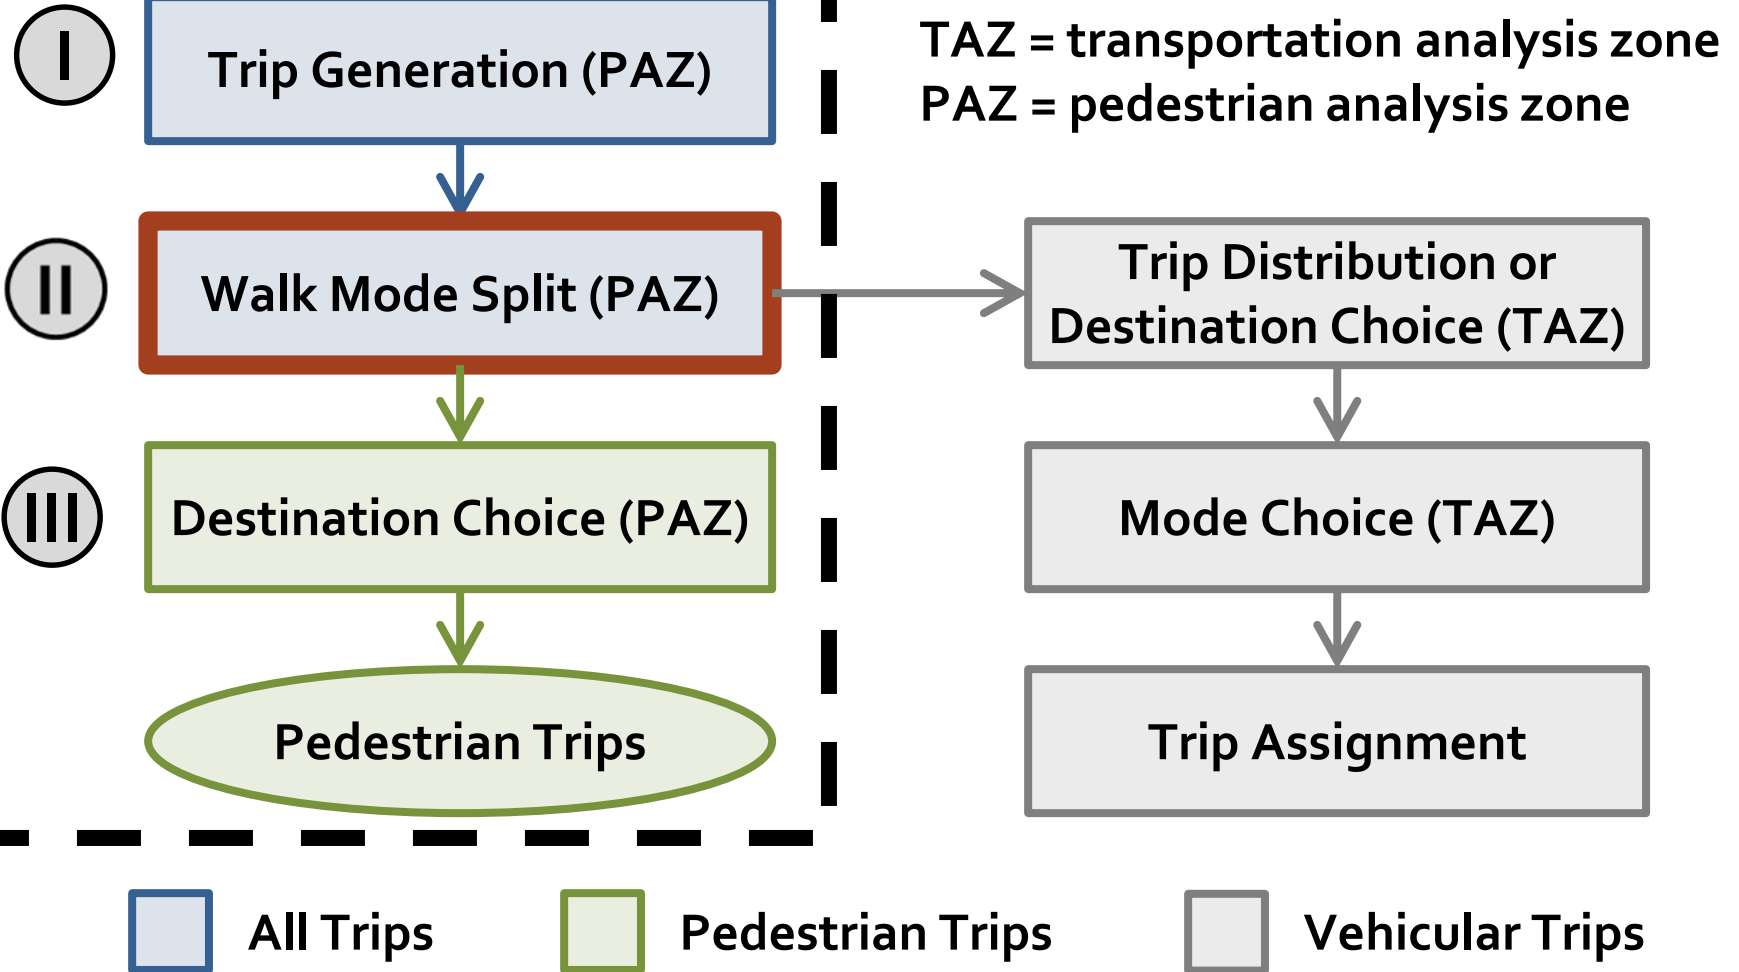 I
Trip Generation (PAZ)
TAZ = transportation analysis zone
PAZ = pedestrian analysis zone
II
Walk Mode Split (PAZ)
Trip Distribution or
Destination Choice (TAZ)
III
Destination Choice (PAZ)
Mode Choice (TAZ)
Pedestrian Trips
Trip Assignment
All Trips
Pedestrian Trips
Vehicular Trips